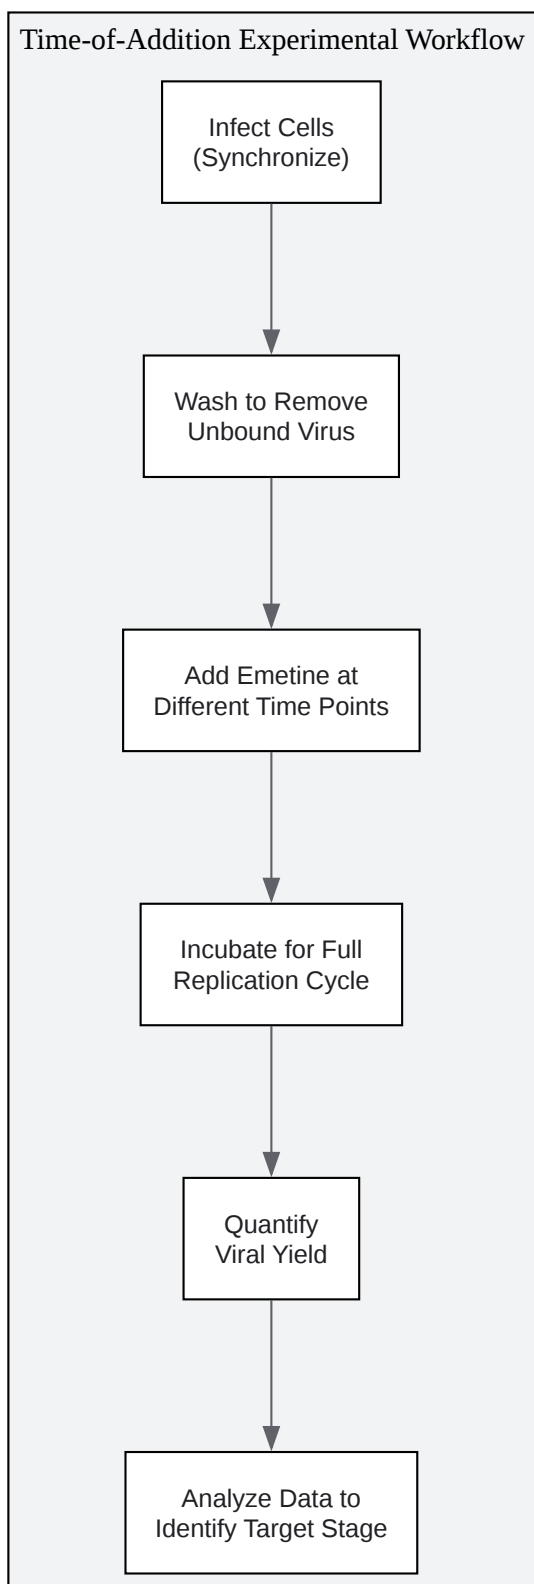 Time-of-Addition Experimental Workflow
Infect Cells
(Synchronize)
Wash to Remove
Unbound Virus
Add Emetine at
Different Time Points
Incubate for Full
Replication Cycle
Quantify
Viral Yield
Analyze Data to
Identify Target Stage